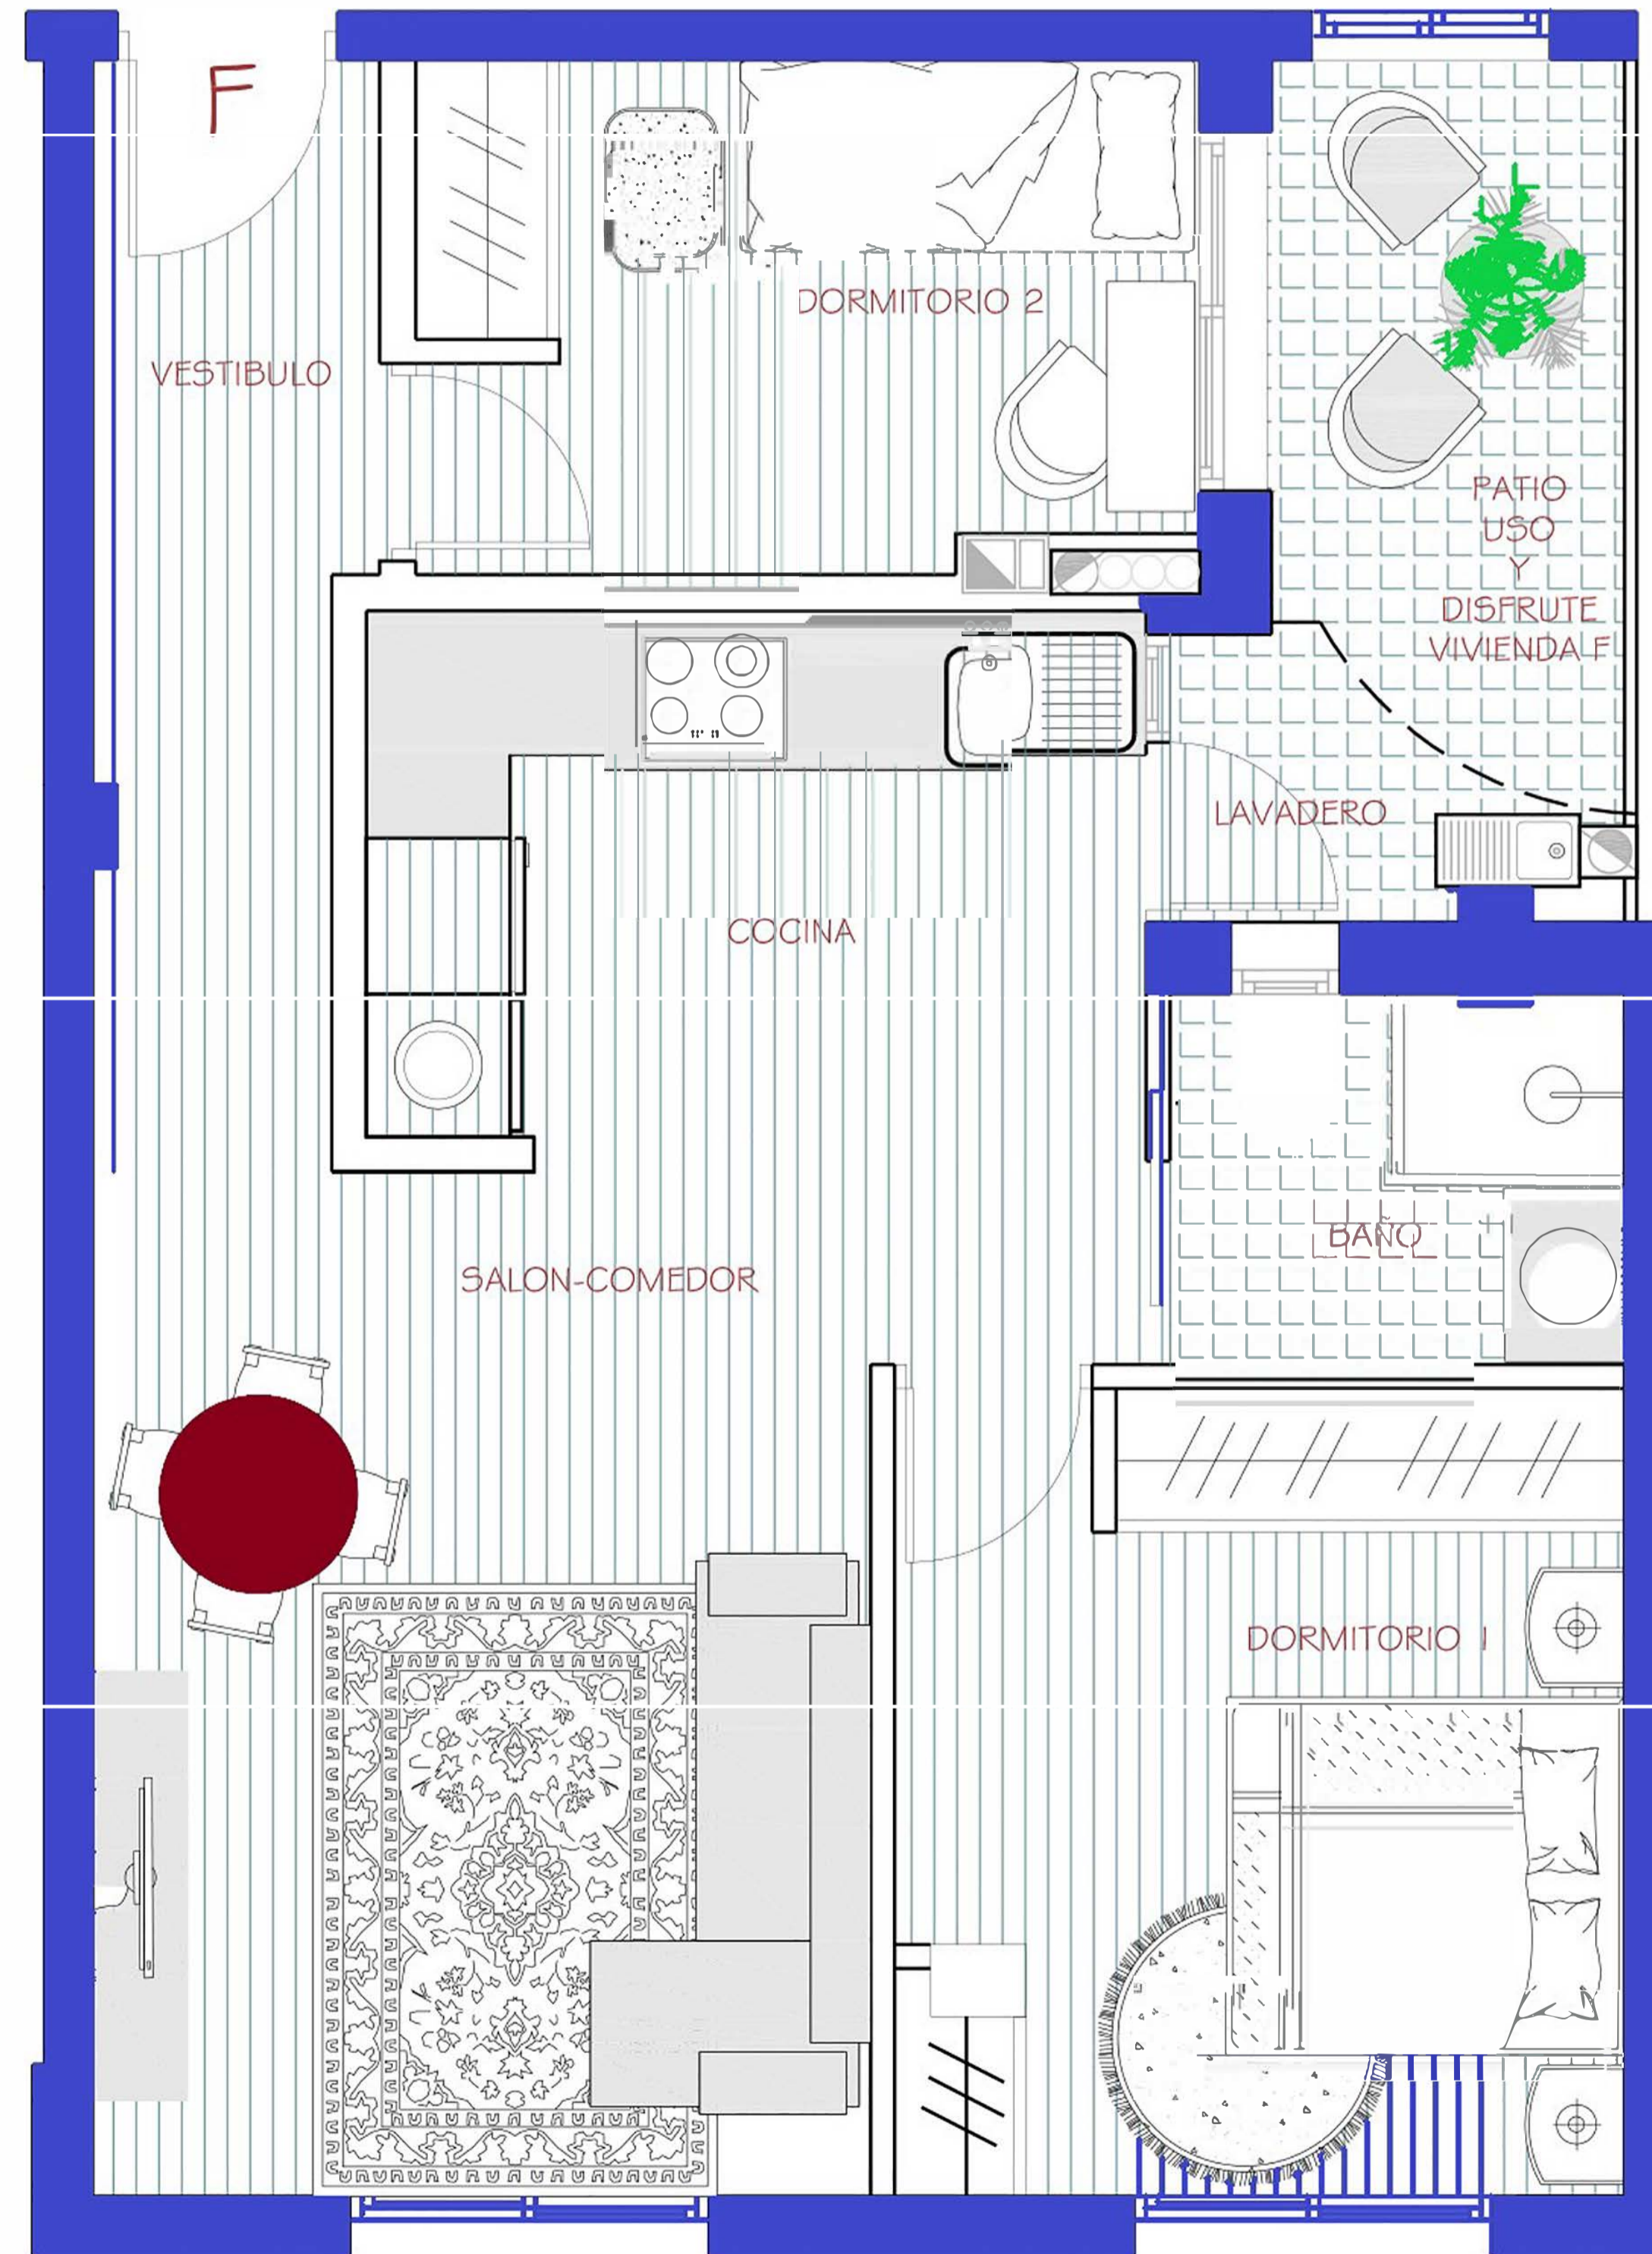 F
VESTIBULO
DORMITORIO 2
PATIO
USO
Y
DISFRUTE
VIVIENDA F
LAVADERO
COCINA
BAÑO
SALON-COMEDOR
DORMITORIO 1